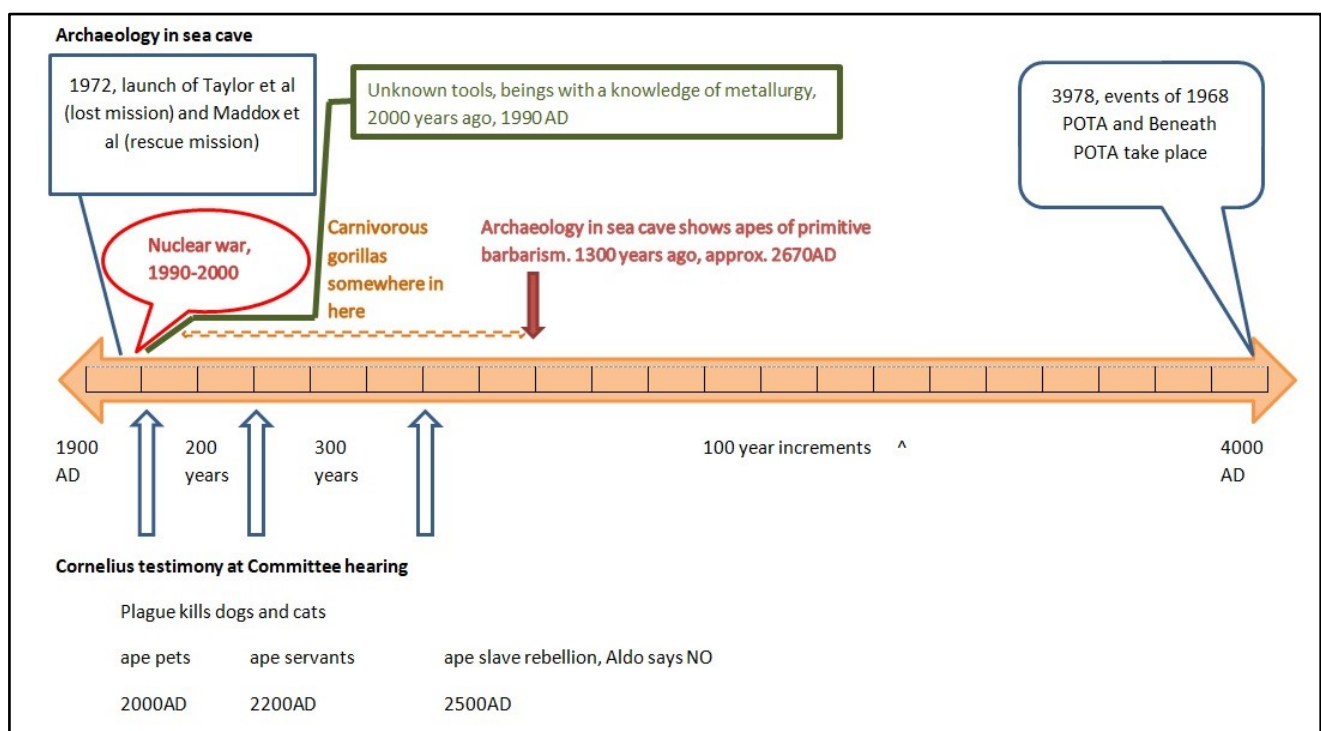 Archaeology in sea cave
1972, launch of Taylor et al
(lost mission) and Maddox et
al (rescue mission)
Unknown tools, beings with a knowledge of metallurgy,
2000 years ago, 1990 AD
3978, events of 1968
POTA and Beneath
POTA take place
Nuclear war,
1990-2000
Carnivorous
gorillas
somewhere in
here
Archaeology in sea cave shows apes of primitive
barbarism. 1300 years ago, approx. 2670AD
1900
AD
200
years
300
years
100 year increments ^
4000
AD
Cornelius testimony at Committee hearing
Plague kills dogs and cats
ape pets ape servants ape slave rebellion, Aldo says NO
2000AD 2200AD 2500AD